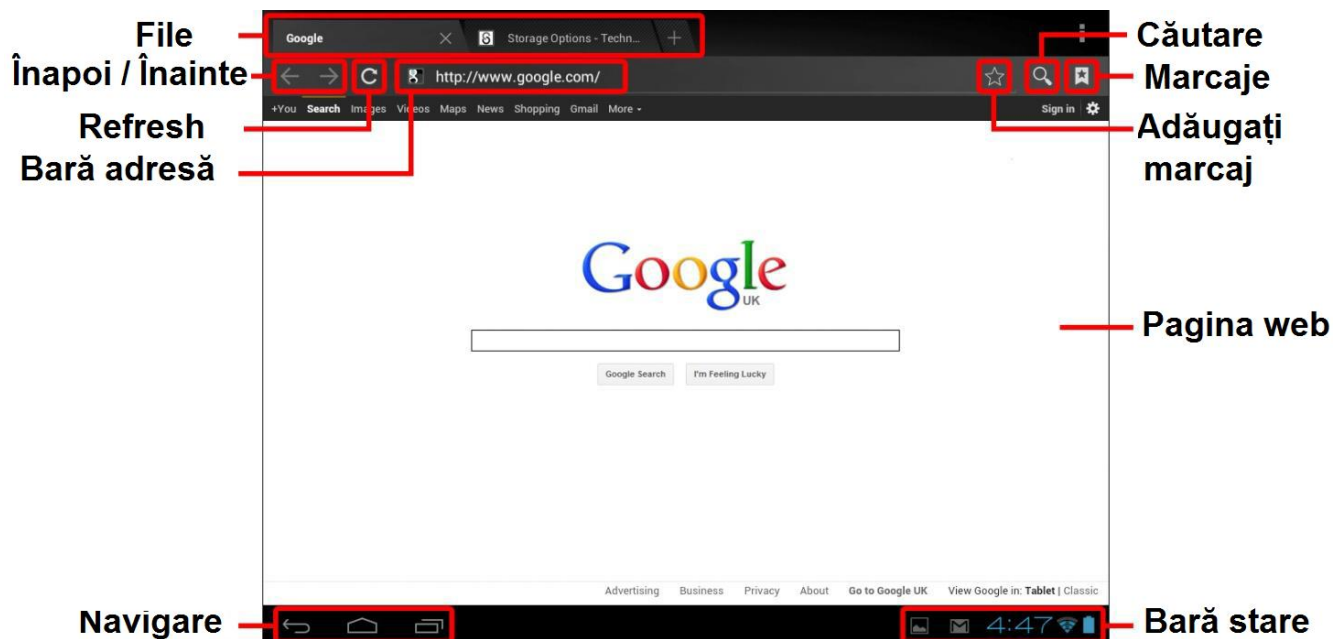 File
Google
Storage Options - Techn...
Căutare
Înapoi / Înainte
http://www.google.com/
Marcaje
+You Search Images Videos Maps News Shopping Gmail More
Sign in
Refresh
Adăugați
marcaj
Bară adresă
Google
UK
Pagina web
Google Search
I'm Feeling Lucky
Advertising Business Privacy About Go to Google UK View Google in: Tablet | Classic
Navigare
4:47
Bară stare